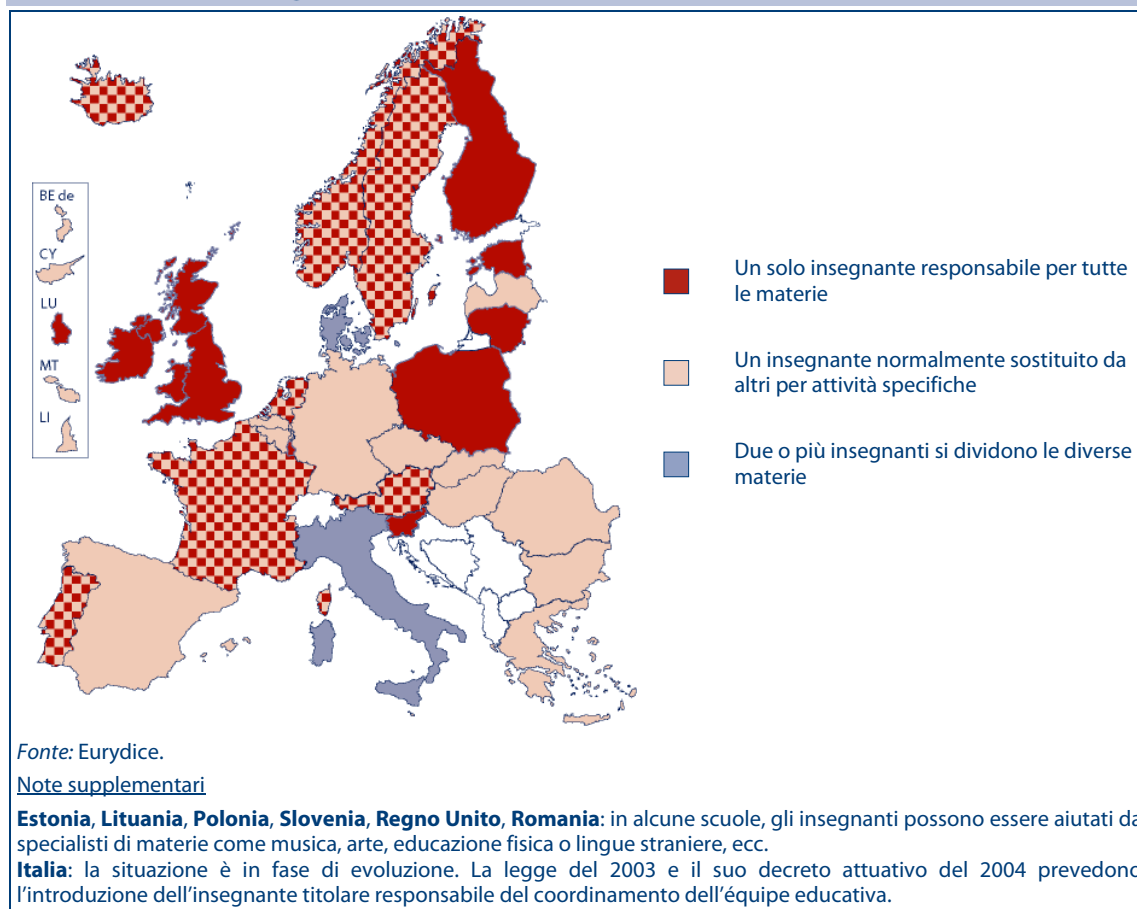 BE de
CY
LU
MT
LI
Un solo insegnante responsabile per tutte
le materie
Un insegnante normalmente sostituito da
altri per attività specifiche
Due o più insegnanti si dividono le diverse
materie
Fonte: Eurydice.
Note supplementari
Estonia, Lituania, Polonia, Slovenia, Regno Unito, Romania: in alcune scuole, gli insegnanti possono essere aiutati da
specialisti di materie come musica, arte, educazione fisica o lingue straniere, ecc.
Italia: la situazione è in fase di evoluzione. La legge del 2003 e il suo decreto attuativo del 2004 prevedono
l'introduzione dell'insegnante titolare responsabile del coordinamento dell'équipe educativa.